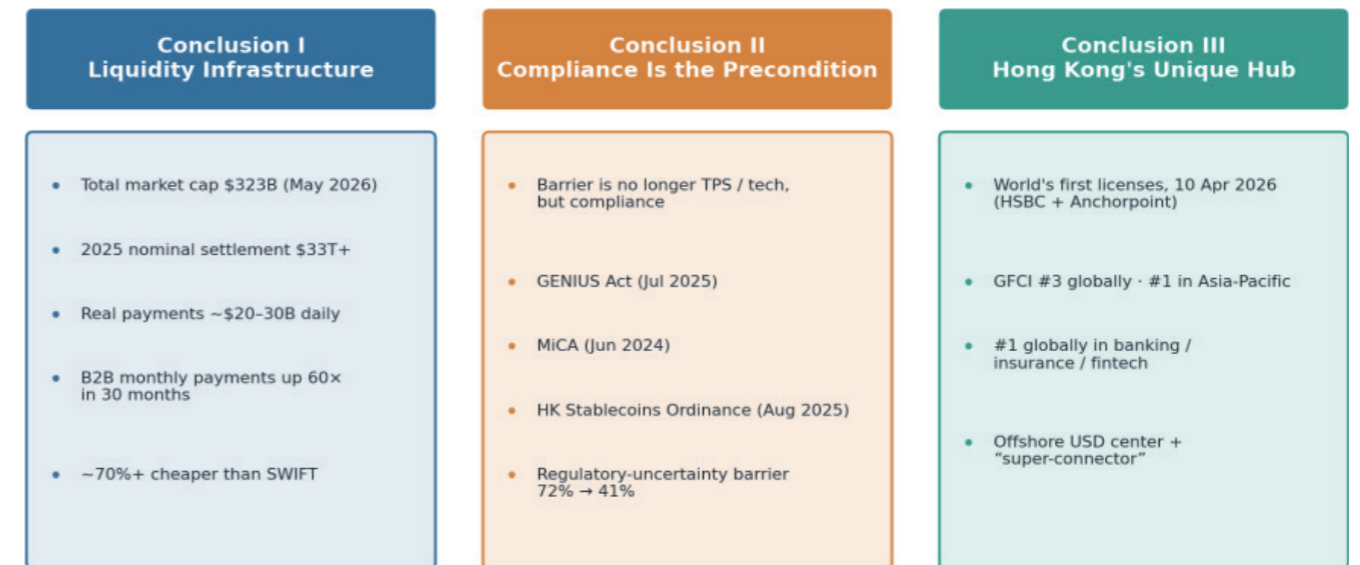 Conclusion I
Liquidity Infrastructure
• Total market cap $323B (May 2026)
• 2025 nominal settlement $33T+
• Real payments ~$20–30B daily
• B2B monthly payments up 60×
in 30 months
• ~70%+ cheaper than SWIFT
Conclusion II
Compliance Is the Precondition
• Barrier is no longer TPS / tech,
but compliance
• GENIUS Act (Jul 2025)
• MiCA (Jun 2024)
• HK Stablecoins Ordinance (Aug 2025)
• Regulatory-uncertainty barrier
72% → 41%
Conclusion III
Hong Kong's Unique Hub
• World's first licenses, 10 Apr 2026
(HSBC + Anchorpoint)
• GFCI #3 globally · #1 in Asia-Pacific
• #1 globally in banking /
insurance / fintech
• Offshore USD center +
“super-connector”